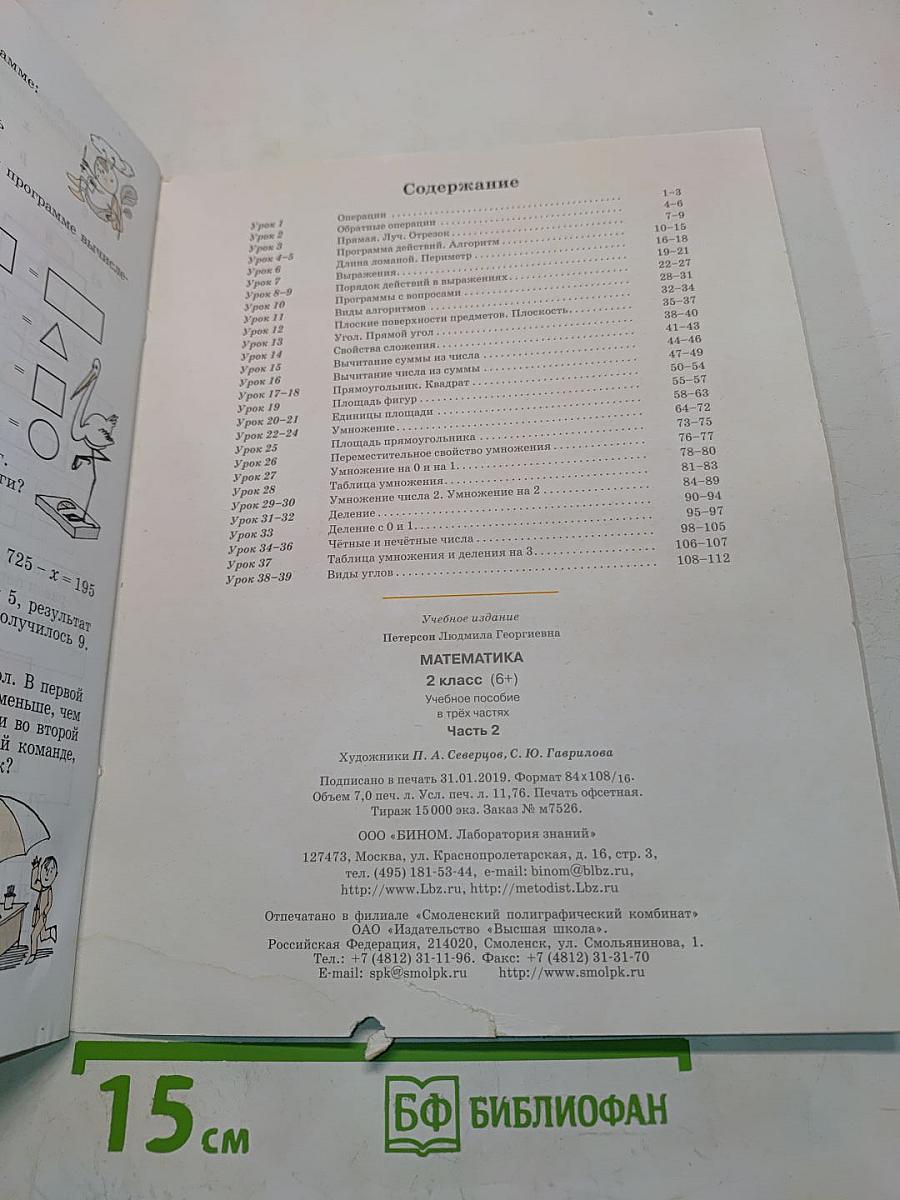 амме:
программе вычисле-
=
=
=
=
ги?
725 − x = 195
5, результат
олучилось 9.
л. В первой
меньше, чем
и во второй
й команде,
к?
Содержание
Урок 1 Операции 1–3
Урок 2 Обратные операции 4–6
Урок 3 Прямая. Луч. Отрезок 7–9
Урок 4–5 Программа действий. Алгоритм 10–15
Урок 6 Длина ломаной. Периметр 16–18
Урок 7 Выражения 19–21
Урок 8–9 Порядок действий в выражениях 22–27
Урок 10 Программы с вопросами 28–31
Урок 11 Виды алгоритмов 32–34
Урок 12 Плоские поверхности предметов. Плоскость 35–37
Урок 13 Угол. Прямой угол 38–40
Урок 14 Свойства сложения 41–43
Урок 15 Вычитание суммы из числа 44–46
Урок 16 Вычитание числа из суммы 47–49
Урок 17–18 Прямоугольник. Квадрат 50–54
Урок 19 Площадь фигур 55–57
Урок 20–21 Единицы площади 58–63
Урок 22–24 Умножение 64–72
Урок 25 Площадь прямоугольника 73–75
Урок 26 Переместительное свойство умножения 76–77
Урок 27 Умножение на 0 и на 1 78–80
Урок 28 Таблица умножения 81–83
Урок 29–30 Умножение числа 2. Умножение на 2 84–89
Урок 31–32 Деление 90–94
Урок 33 Деление с 0 и 1 95–97
Урок 34–36 Чётные и нечётные числа 98–105
Урок 37 Таблица умножения и деления на 3 106–107
Урок 38–39 Виды углов 108–112
Учебное издание
Петерсон Людмила Георгиевна
МАТЕМАТИКА
2 класс (6+)
Учебное пособие
в трёх частях
Часть 2
Художники П. А. Северцов, С. Ю. Гаврилова
Подписано в печать 31.01.2019. Формат 84х108/16.
Объем 7,0 печ. л. Усл. печ. л. 11,76. Печать офсетная.
Тираж 15000 экз. Заказ № м7526.
ООО «БИНОМ. Лаборатория знаний»
127473, Москва, ул. Краснопролетарская, д. 16, стр. 3,
тел. (495) 181-53-44, e-mail: binom@blbz.ru,
http://www.Lbz.ru, http://metodist.Lbz.ru
Отпечатано в филиале «Смоленский полиграфический комбинат»
ОАО «Издательство «Высшая школа».
Российская Федерация, 214020, Смоленск, ул. Смольянинова, 1.
Тел.: +7 (4812) 31-11-96. Факс: +7 (4812) 31-31-70
E-mail: spk@smolpk.ru http://www.smolpk.ru
15 см
БФ БИБЛИОФАН